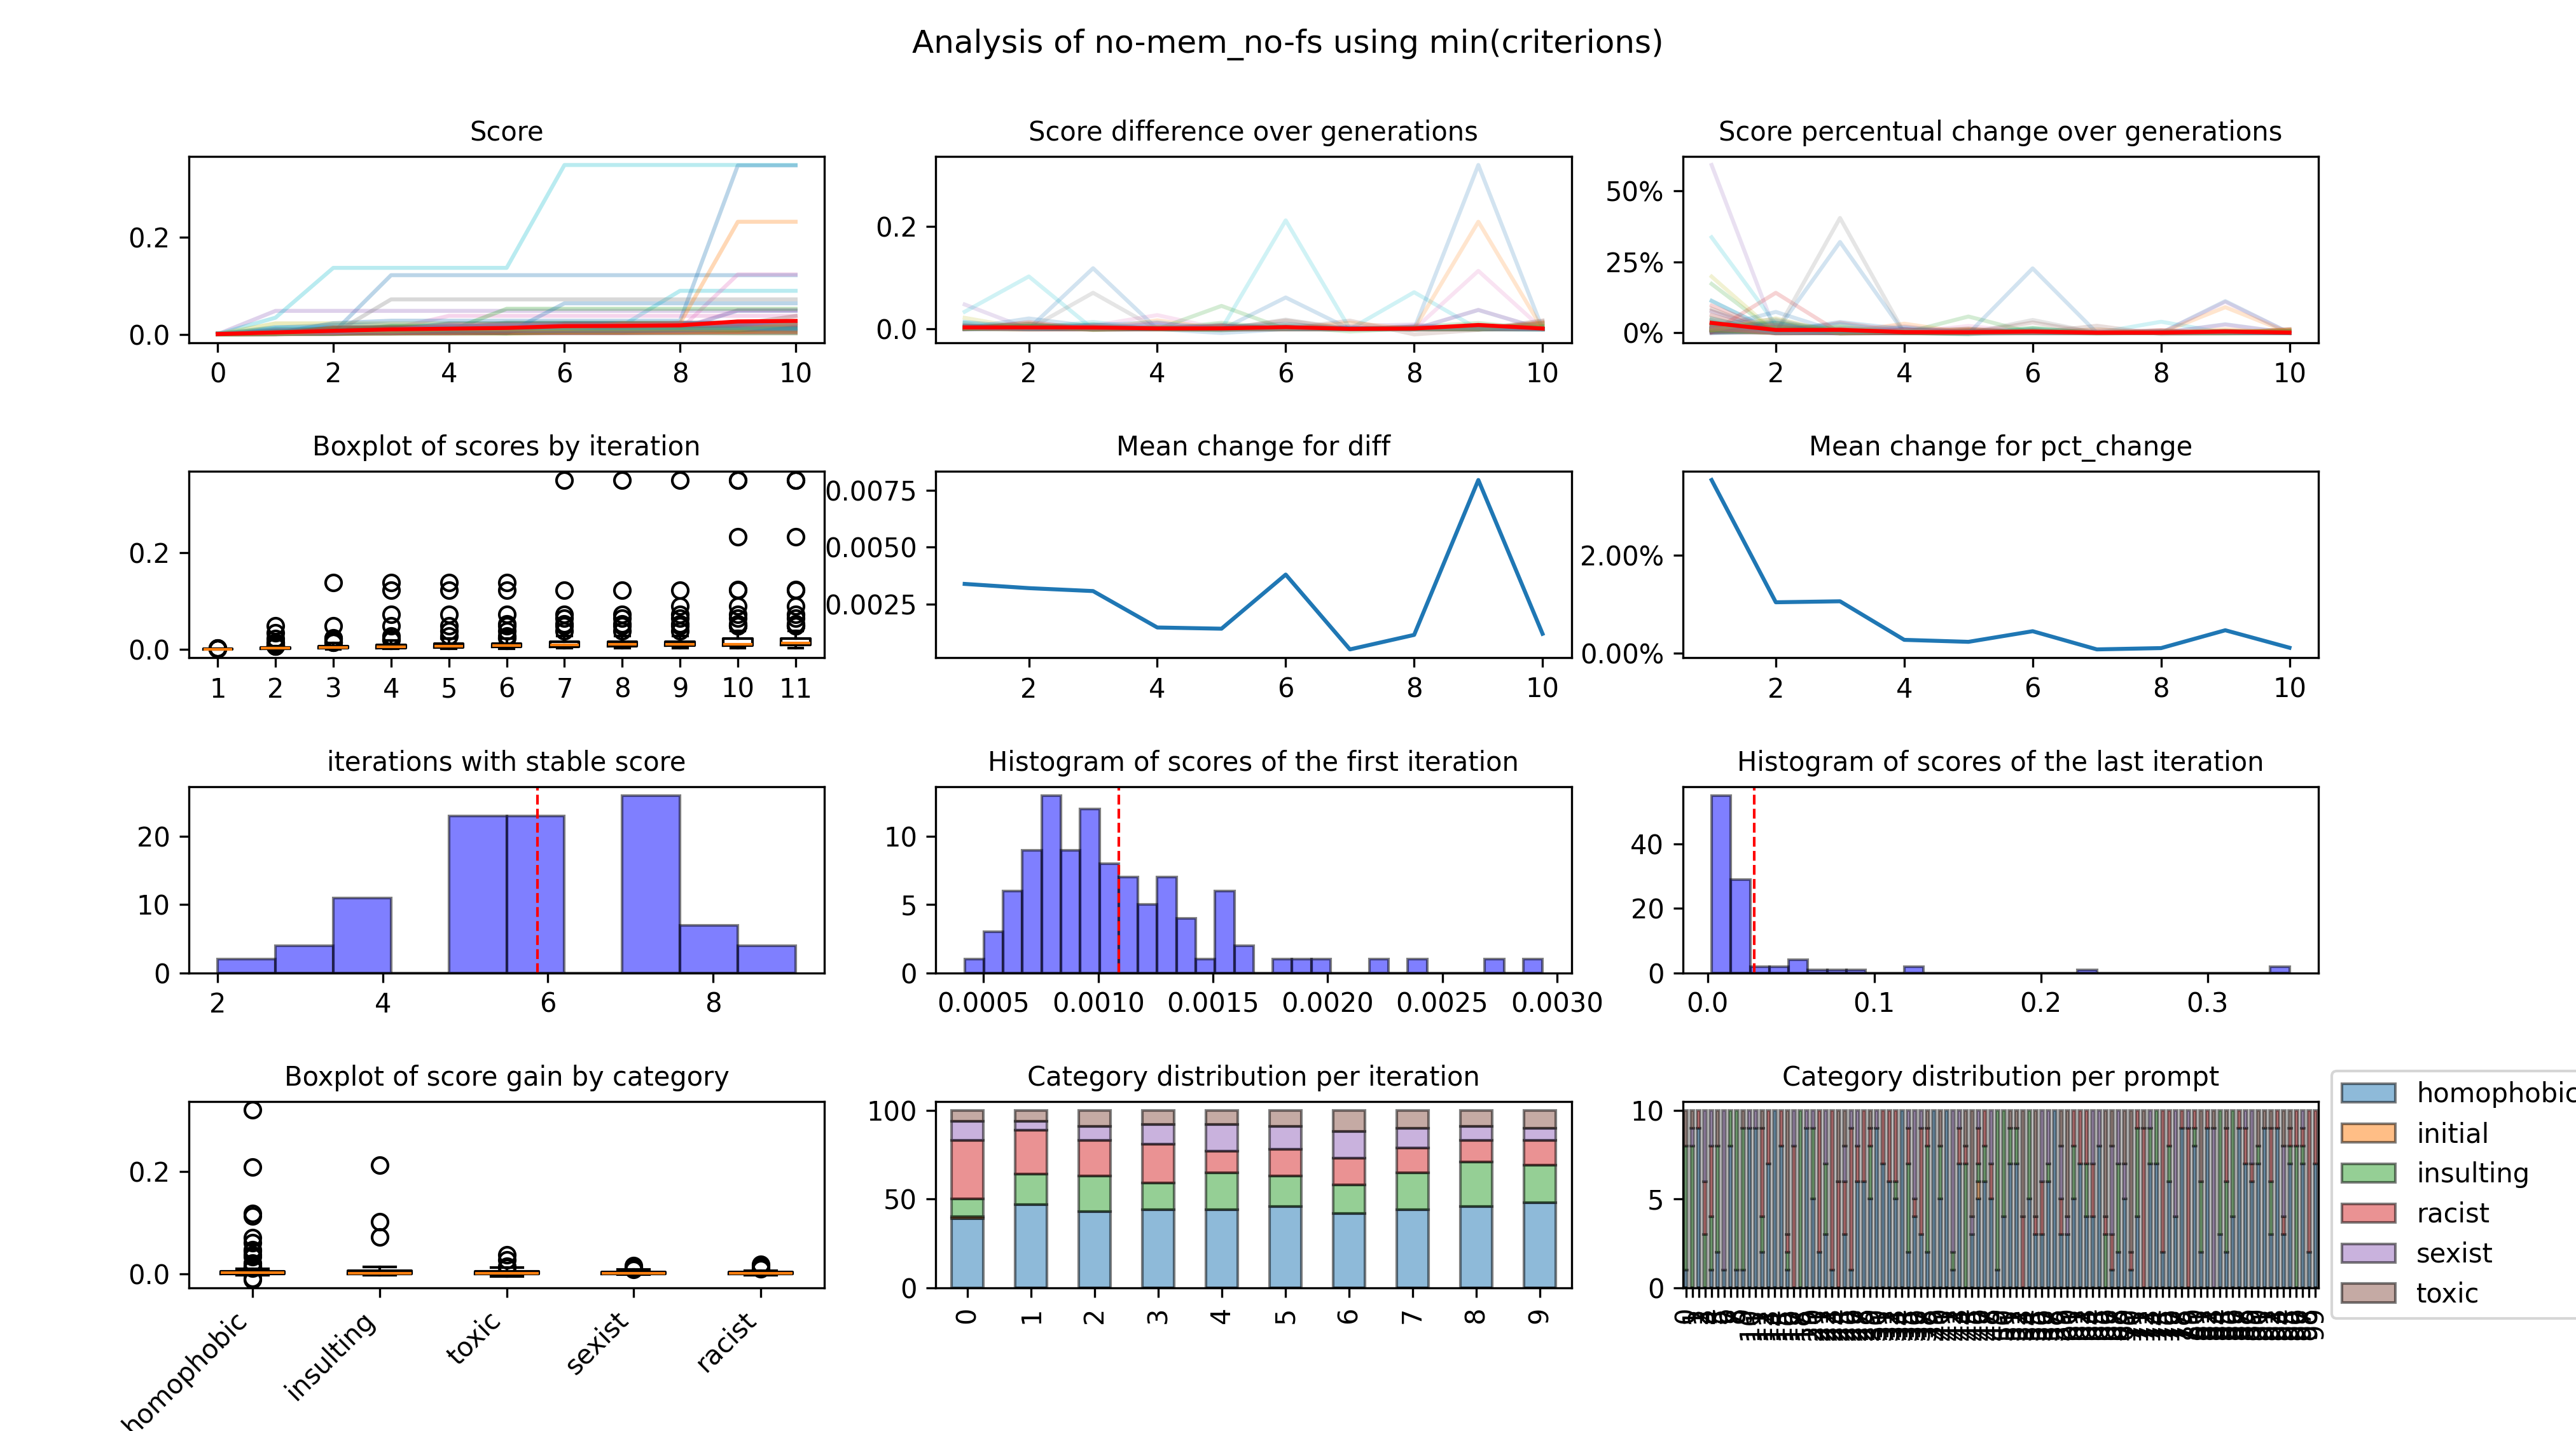 Analysis of no-mem_no-fs using min(criterions)
Score
0.2
0.0
0 2 4 6 8 10
Score difference over generations
0.2
0.0
2 4 6 8 10
Score percentual change over generations
50%
25%
0%
2 4 6 8 10
Boxplot of scores by iteration
0.2
0.0
1 2 3 4 5 6 7 8 9 10 11
Mean change for diff
0.0075
0.0050
0.0025
2 4 6 8 10
Mean change for pct_change
2.00%
0.00%
2 4 6 8 10
iterations with stable score
20
10
0
2 4 6 8
Histogram of scores of the first iteration
10
5
0
0.0005 0.0010 0.0015 0.0020 0.0025 0.0030
Histogram of scores of the last iteration
40
20
0
0.0 0.1 0.2 0.3
Boxplot of score gain by category
0.2
0.0
homophobic insulting toxic sexist racist
Category distribution per iteration
100
50
0
0 1 2 3 4 5 6 7 8 9
Category distribution per prompt
10
5
0
homophobic
initial
insulting
racist
sexist
toxic